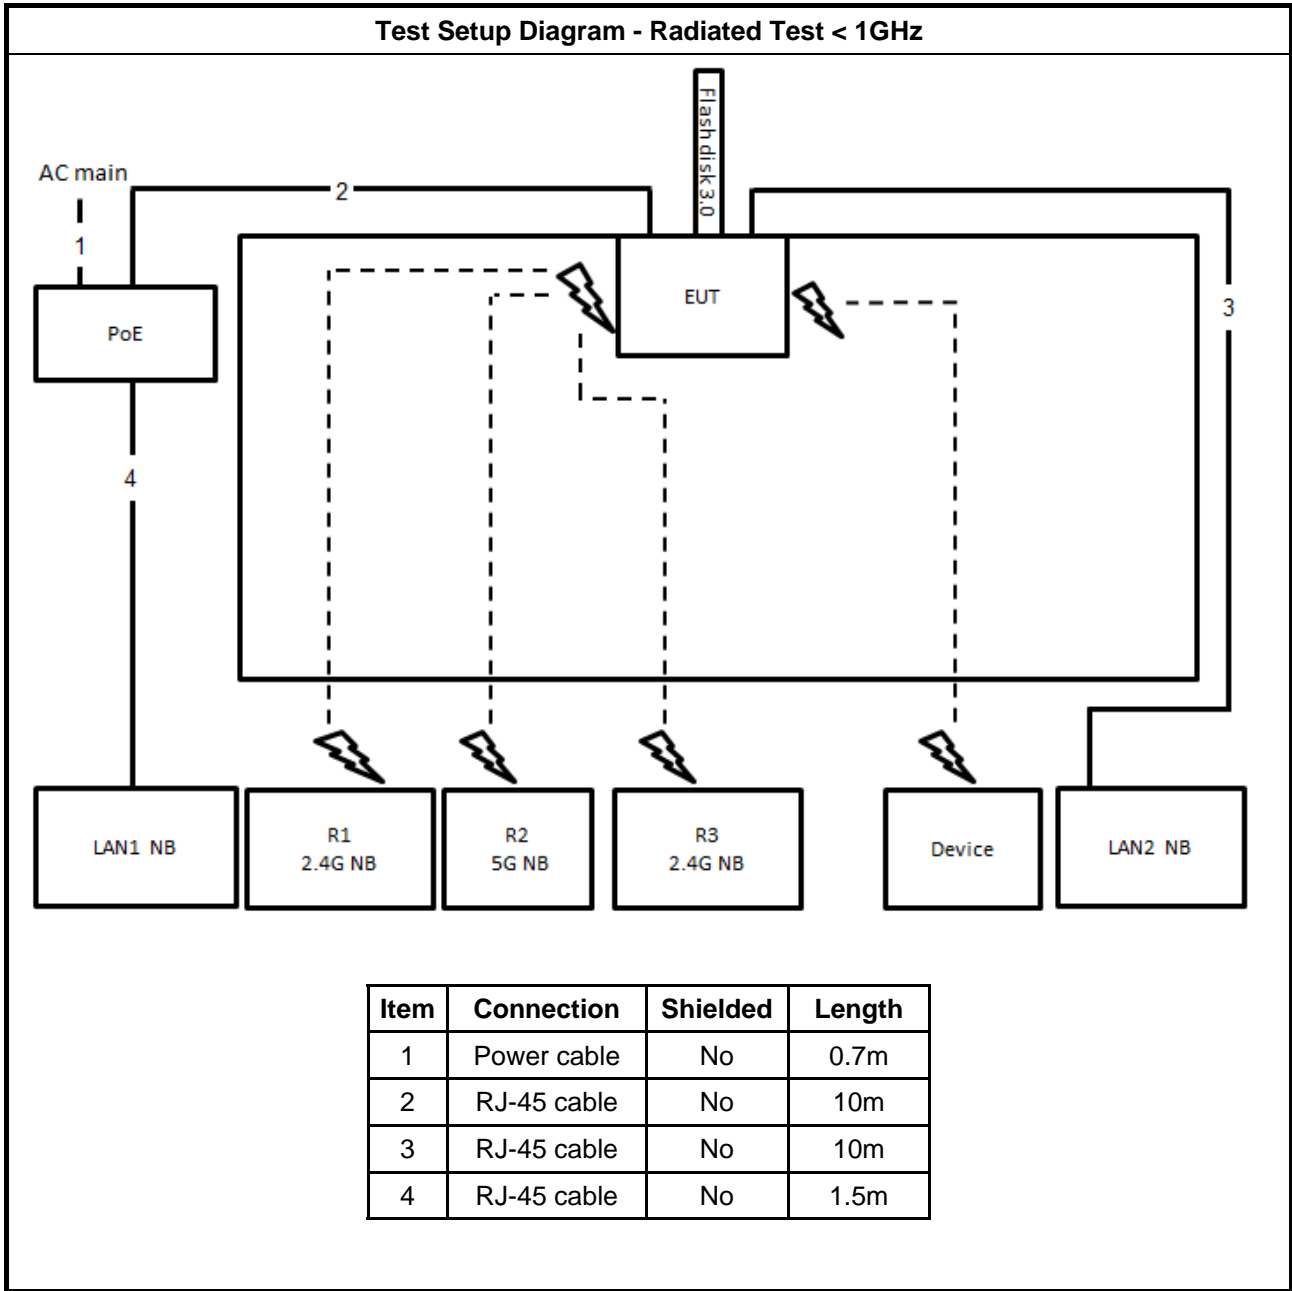 Test Setup Diagram - Radiated Test < 1GHz
Flash disk 3.0
AC main
2
1
3
EUT
PoE
4
LAN1 NB
R1
2.4G NB
R2
5G NB
R3
2.4G NB
Device
LAN2 NB
Item Connection Shielded Length
1 Power cable No 0.7m
2 RJ-45 cable No 10m
3 RJ-45 cable No 10m
4 RJ-45 cable No 1.5m